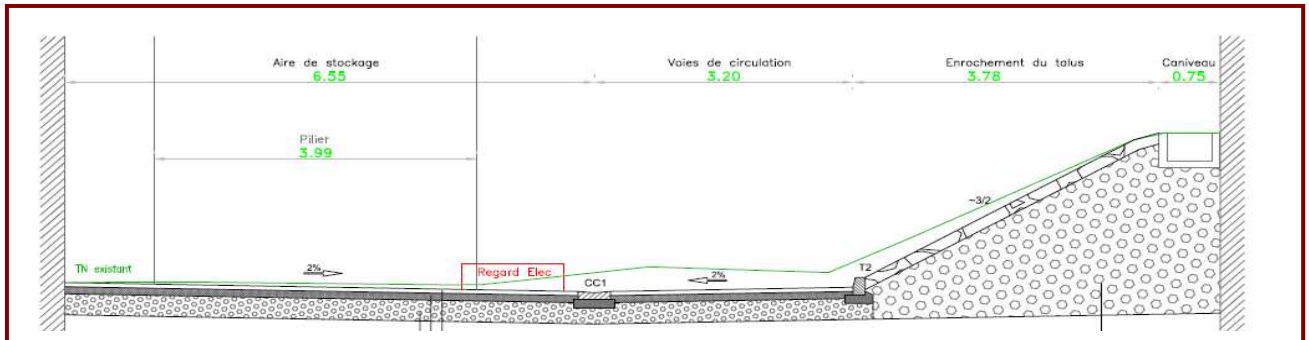 Aire de stockage
6.55
Voies de circulation
3.20
Enrochement du talus
3.78
Caniveau
0.75
Pilier
3.99
~3/2
TN existant
2%
Regard Elec
CC1
2%
T2